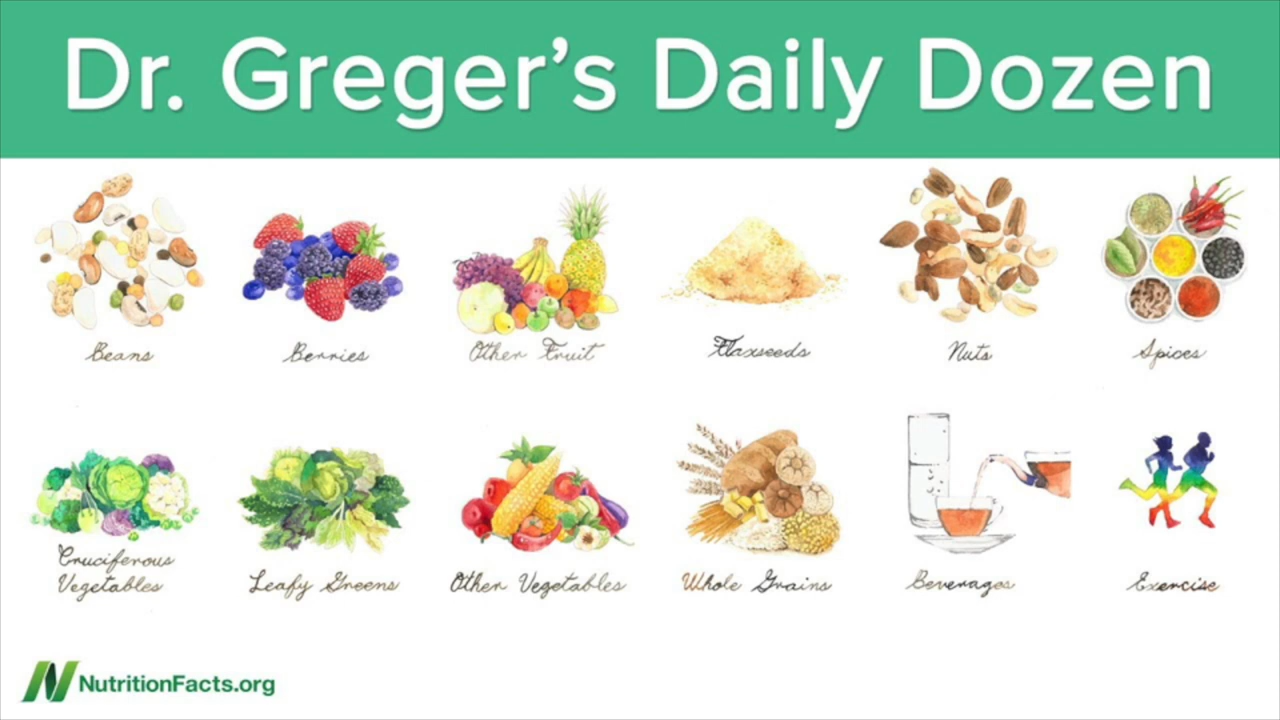 Dr. Greger's Daily Dozen
Beans
Berries
Other Fruit
Flaxseeds
Nuts
Spices
Cruciferous
Vegetables
Leafy Greens
Other Vegetables
Whole Grains
Beverages
Exercise
NutritionFacts.org